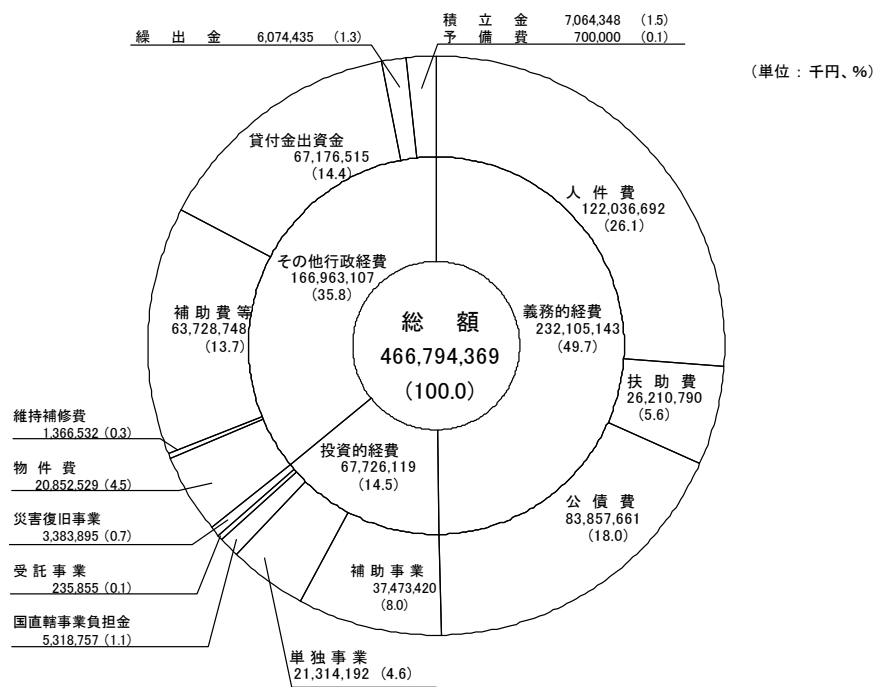 繰出金 6,074,435 (1.3)
積立金 7,064,348 (1.5)
予備費 700,000 (0.1)
(単位:千円、%)
貸付金出資金
67,176,515
(14.4)
人件費
122,036,692
(26.1)
その他行政経費
166,963,107
(35.8)
補助費等
63,728,748
(13.7)
総額
466,794,369
(100.0)
義務的経費
232,105,143
(49.7)
扶助費
26,210,790
(5.6)
維持補修費
1,366,532 (0.3)
投資的経費
67,726,119
(14.5)
物件費
20,852,529 (4.5)
公債費
83,857,661
(18.0)
災害復旧事業
3,383,895 (0.7)
受託事業
235,855 (0.1)
補助事業
37,473,420
(8.0)
国直轄事業負担金
5,318,757 (1.1)
単独事業
21,314,192 (4.6)